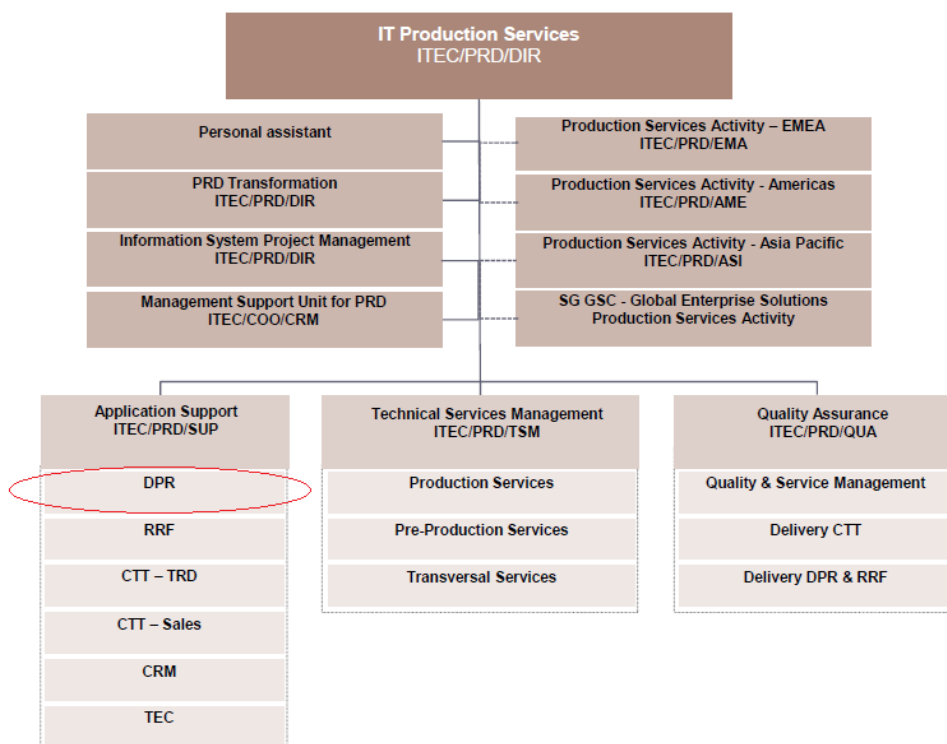 IT Production Services
ITEC/PRD/DIR
Personal assistant
PRD Transformation
ITEC/PRD/DIR
Information System Project Management
ITEC/PRD/DIR
Management Support Unit for PRD
ITEC/COO/CRM
Production Services Activity – EMEA
ITEC/PRD/EMA
Production Services Activity - Americas
ITEC/PRD/AME
Production Services Activity - Asia Pacific
ITEC/PRD/ASI
SG GSC - Global Enterprise Solutions
Production Services Activity
Application Support
ITEC/PRD/SUP
DPR
RRF
CTT – TRD
CTT – Sales
CRM
TEC
Technical Services Management
ITEC/PRD/TSM
Production Services
Pre-Production Services
Transversal Services
Quality Assurance
ITEC/PRD/QUA
Quality & Service Management
Delivery CTT
Delivery DPR & RRF